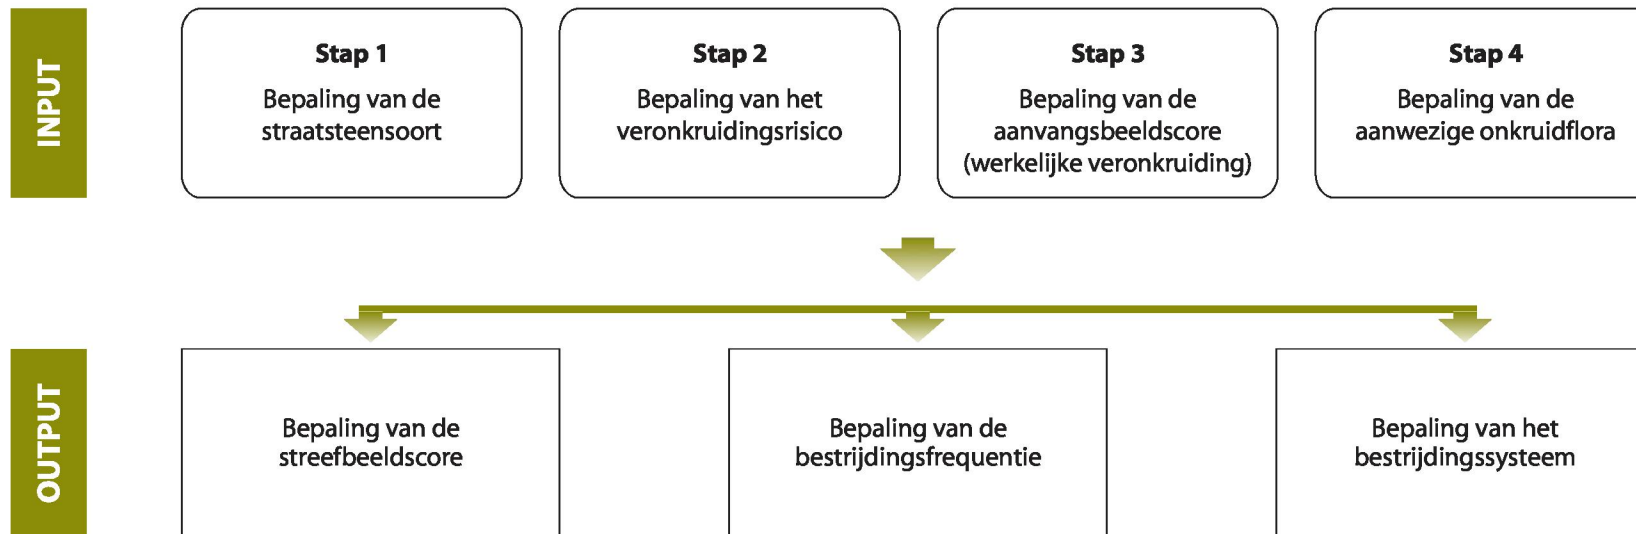 INPUT
Stap 1
Bepaling van de
straatsteensoort
Stap 2
Bepaling van het
veronkruidingsrisico
Stap 3
Bepaling van de
aanvangsbeeldscore
(werkelijke veronkruiding)
Stap 4
Bepaling van de
aanwezige onkruidflora
OUTPUT
Bepaling van de
streefbeeldscore
Bepaling van de
bestrijdingsfrequentie
Bepaling van het
bestrijdingssysteem